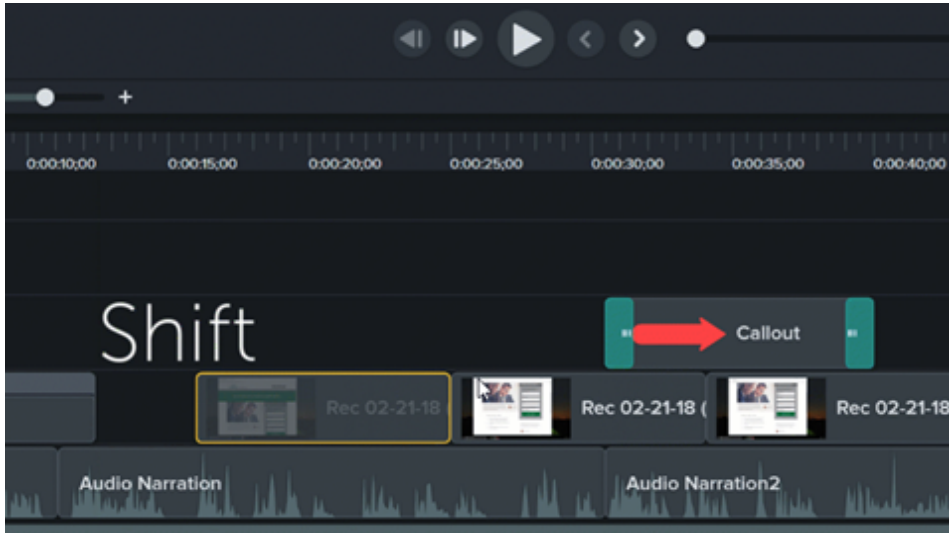 0:00:10;00 0:00:15;00 0:00:20;00 0:00:25;00 0:00:30;00 0:00:35;00 0:00:40;00
Shift
Callout
Rec 02-21-18 ( Rec 02-21-18 ( Rec 02-21-18
Audio Narration Audio Narration2